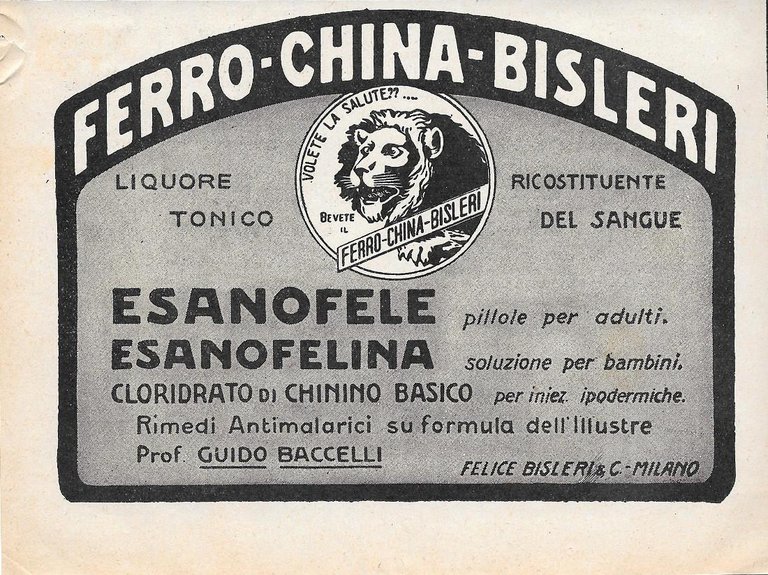 FERRO-CHINA-BISLERI
VOLETE LA SALUTE??....
BEVETE
IL
FERRO-CHINA-BISLERI
LIQUORE
TONICO
RICOSTITUENTE
DEL SANGUE
ESANOFELE pillole per adulti.
ESANOFELINA soluzione per bambini.
CLORIDRATO DI CHININO BASICO per iniez. ipodermiche.
Rimedi Antimalarici su formula dell'Illustre
Prof. GUIDO BACCELLI
FELICE BISLERI & C.-MILANO